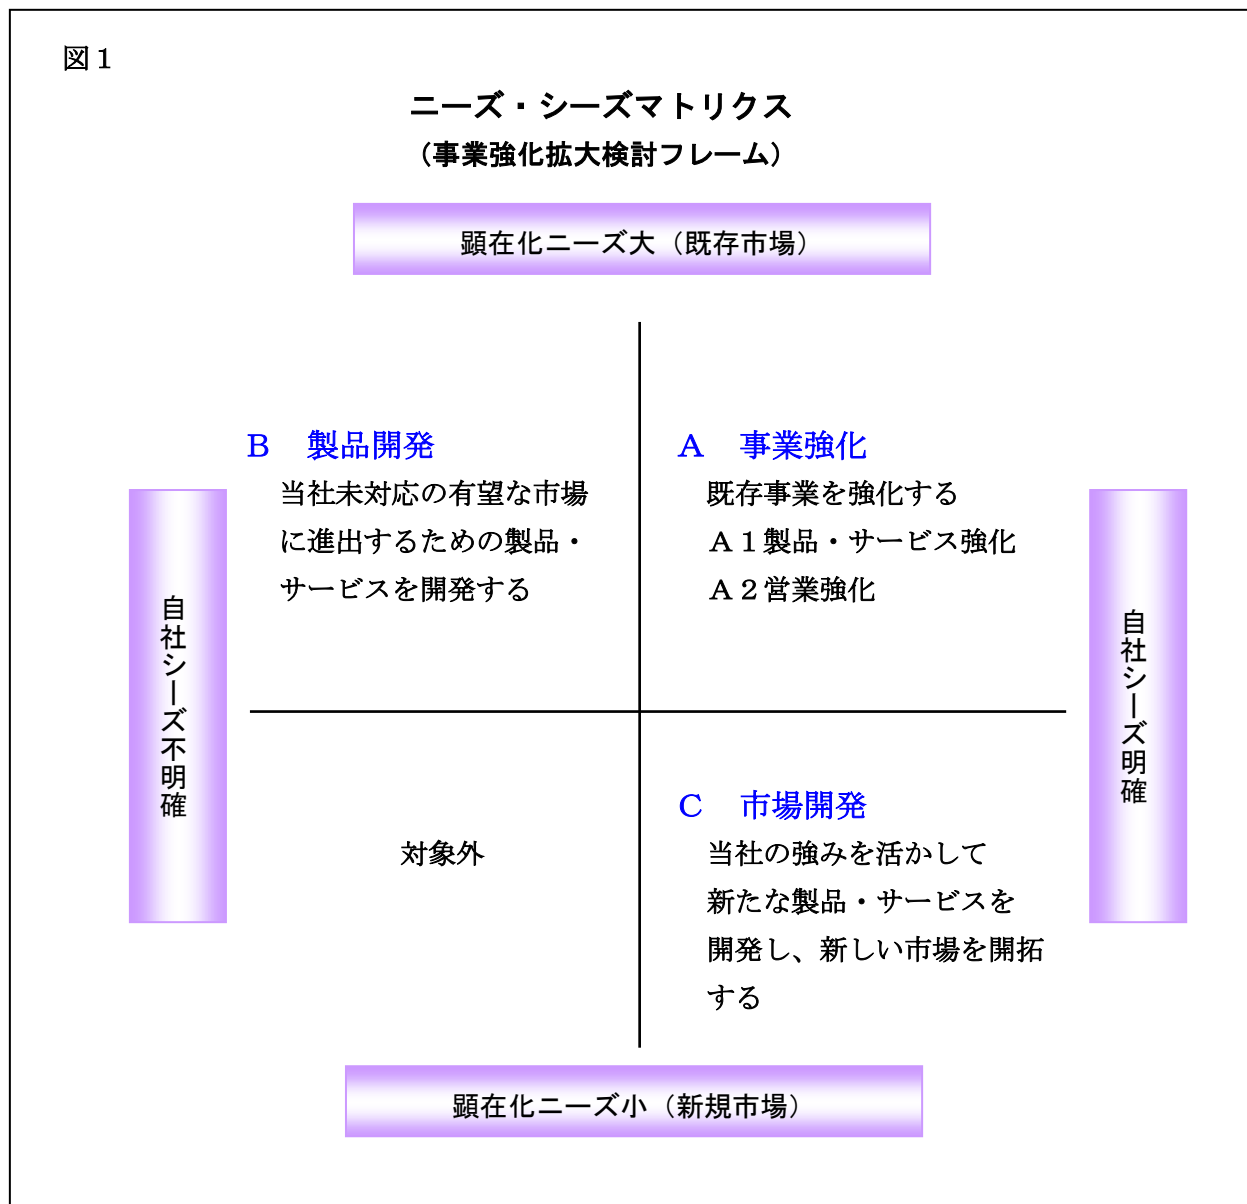 図１
ニーズ・シーズマトリクス
（事業強化拡大検討フレーム）
顕在化ニーズ大（既存市場）
B　製品開発
当社未対応の有望な市場
に進出するための製品・
サービスを開発する
A　事業強化
既存事業を強化する
Ａ１製品・サービス強化
Ａ２営業強化
自社シーズ不明確
自社シーズ明確
対象外
C　市場開発
当社の強みを活かして
新たな製品・サービスを
開発し、新しい市場を開拓
する
顕在化ニーズ小（新規市場）